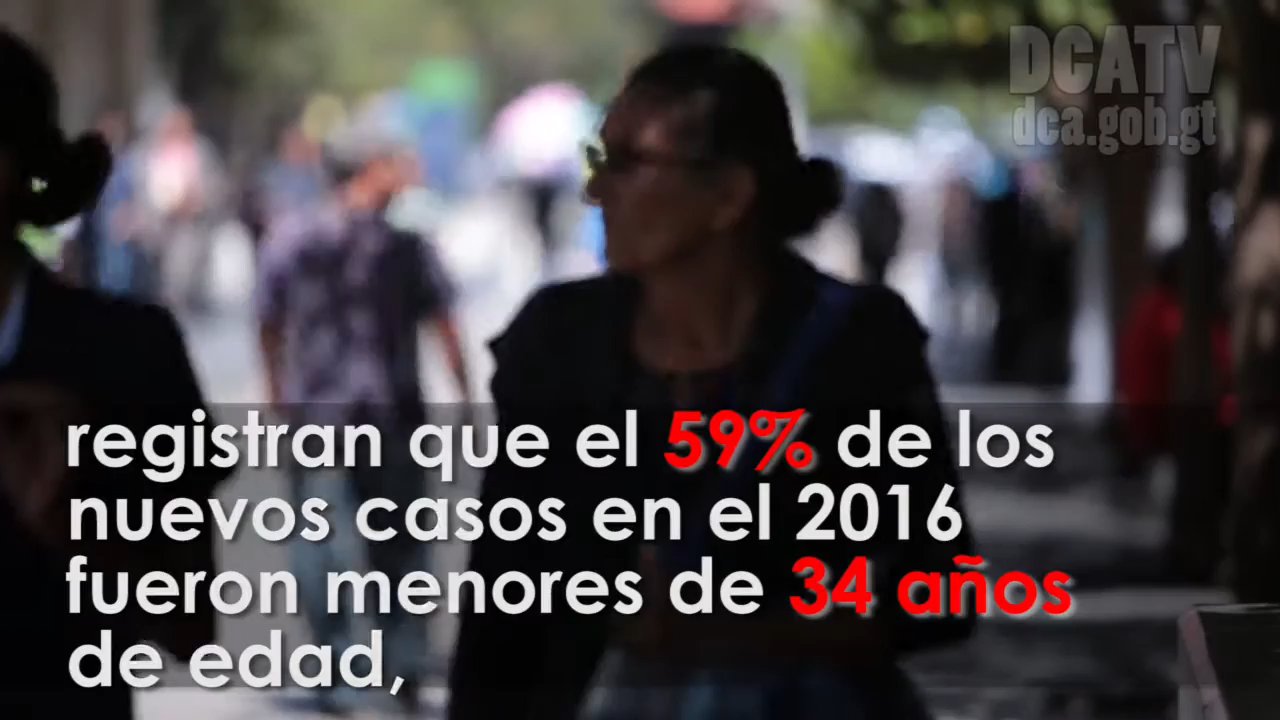 DCATV
dca.gob.gt
registran que el 59% de los
nuevos casos en el 2016
fueron menores de 34 años
de edad,